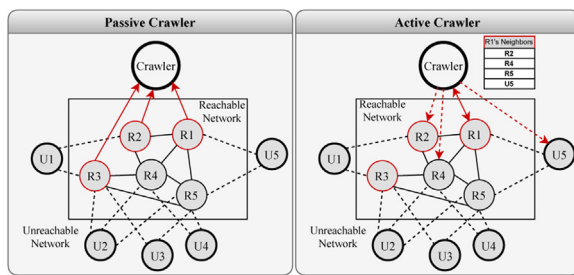 Passive Crawler
Crawler
Reachable
Network
R2
R1
U1
U5
R3
R4
R5
Unreachable
Network
U2
U3
U4
Active Crawler
R1's Neighbors
R2
R4
R5
U5
Crawler
Reachable
Network
R2
R1
U1
U5
R3
R4
R5
Unreachable
Network
U2
U3
U4